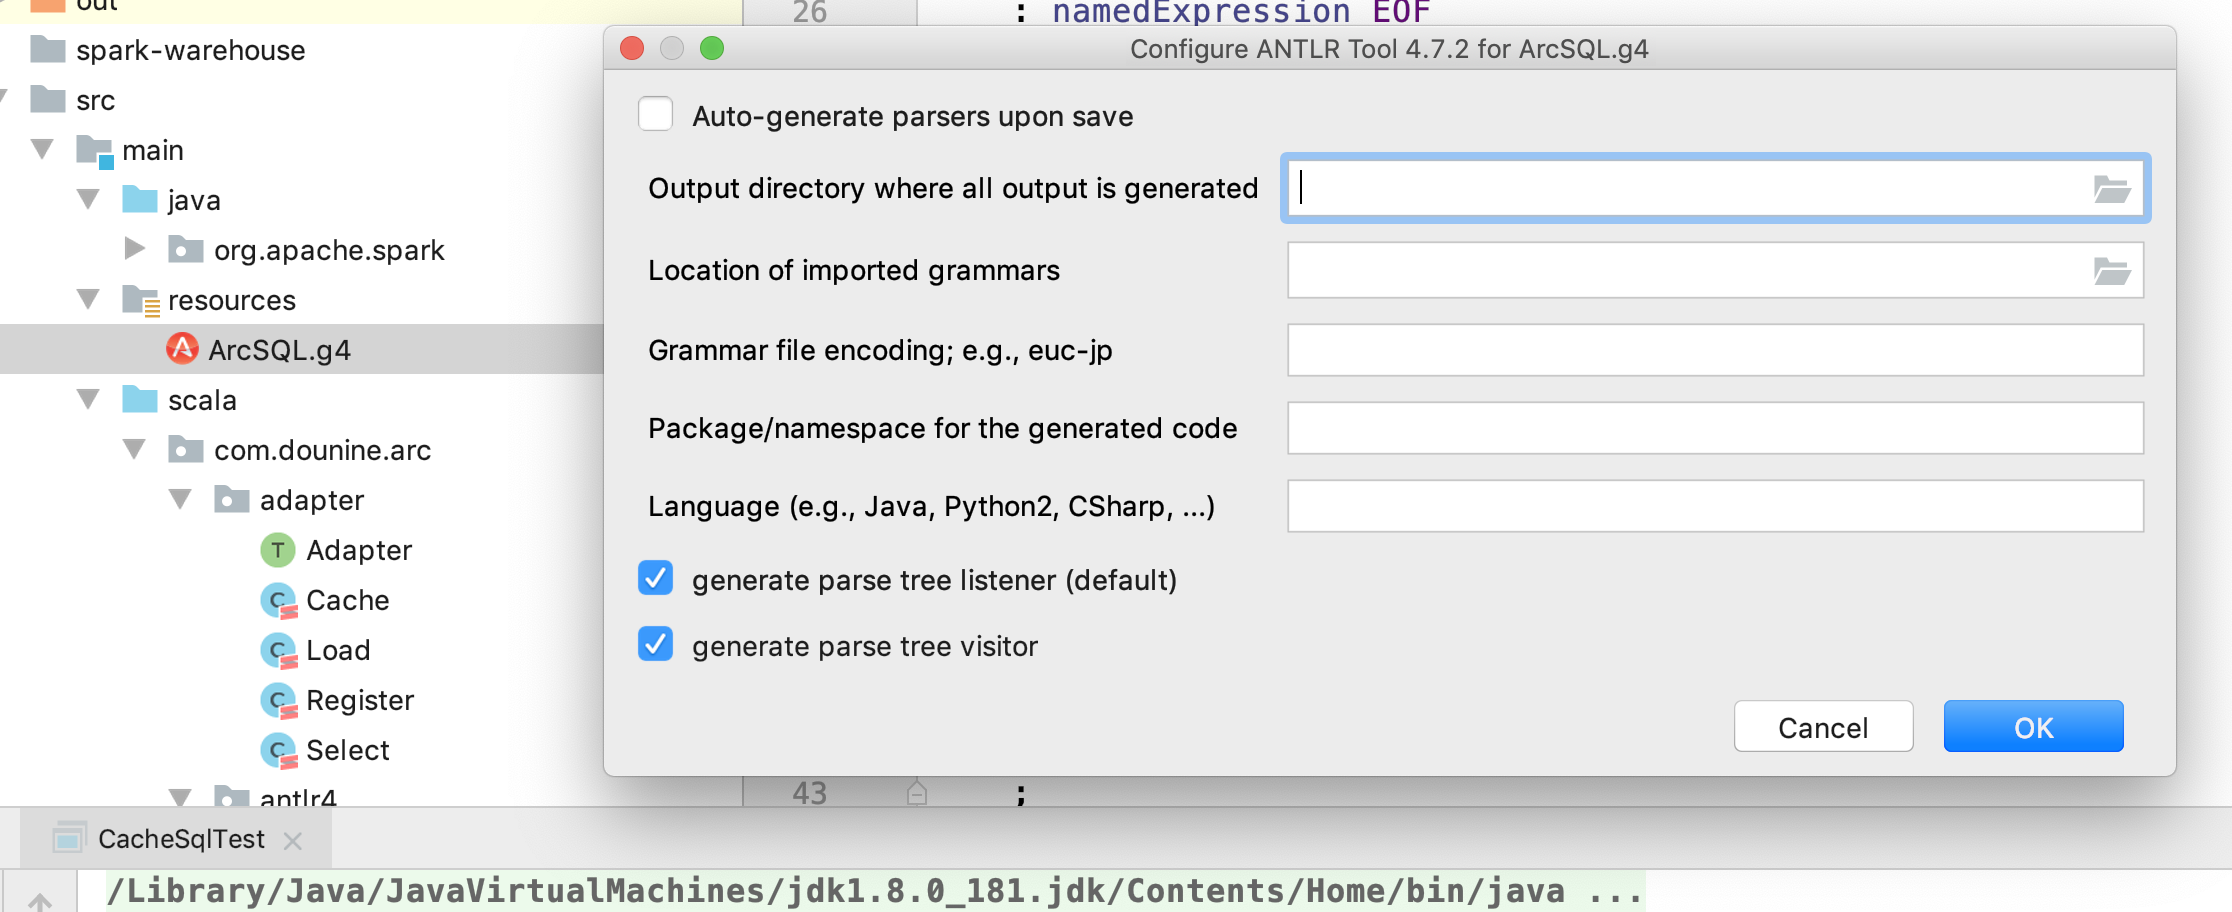 out
spark-warehouse
src
main
java
org.apache.spark
resources
ArcSQL.g4
scala
com.dounine.arc
adapter
T Adapter
C Cache
C Load
C Register
C Select
antlr4
26 : namedExpression EOF
Configure ANTLR Tool 4.7.2 for ArcSQL.g4
Auto-generate parsers upon save
Output directory where all output is generated
Location of imported grammars
Grammar file encoding; e.g., euc-jp
Package/namespace for the generated code
Language (e.g., Java, Python2, CSharp, ...)
generate parse tree listener (default)
generate parse tree visitor
Cancel OK
43 ;
CacheSqlTest
/Library/Java/JavaVirtualMachines/jdk1.8.0_181.jdk/Contents/Home/bin/java ...